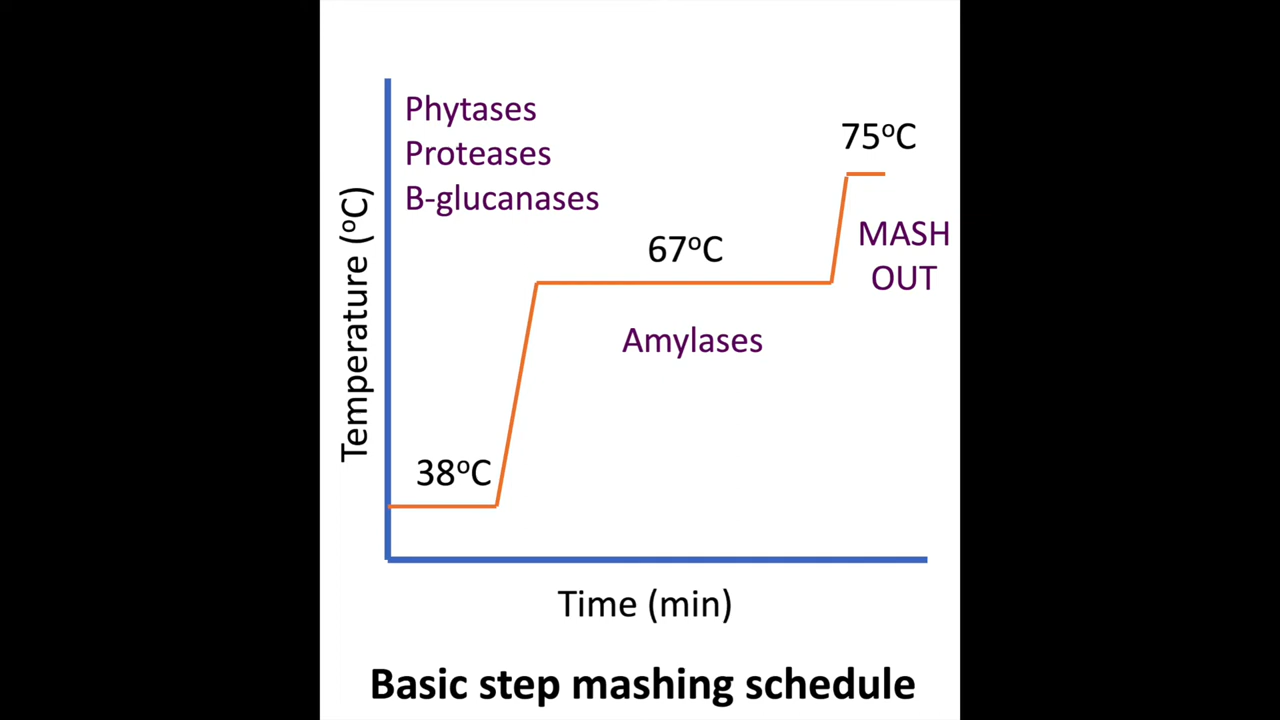 Phytases
Proteases
B-glucanases
75oC
67oC
MASH
OUT
Amylases
38oC
Temperature (oC)
Time (min)
Basic step mashing schedule